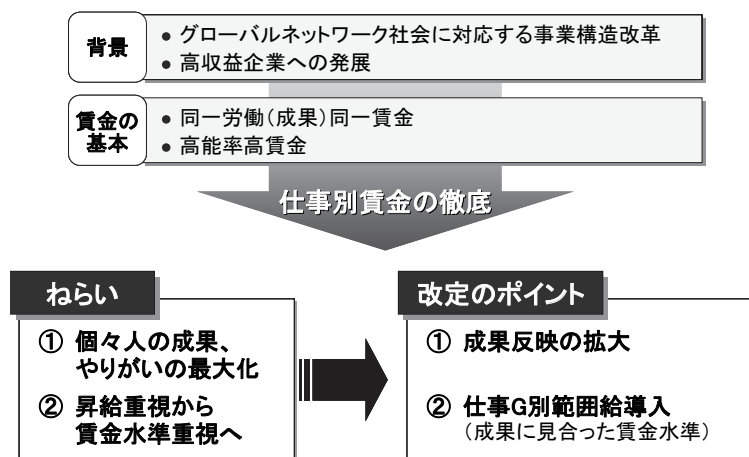 背景
● グローバルネットワーク社会に対応する事業構造改革
● 高収益企業への発展
賃金の
基本
● 同一労働（成果）同一賃金
● 高能率高賃金
仕事別賃金の徹底
ねらい
① 個々人の成果、
やりがいの最大化
② 昇給重視から
賃金水準重視へ
改定のポイント
① 成果反映の拡大
② 仕事G別範囲給導入
（成果に見合った賃金水準）